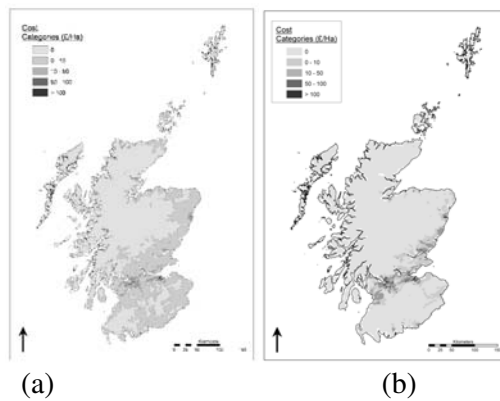 Cost
Categories (£/Ha)
0
0 - 10
10 - 50
50 - 100
> 100
Cost
Categories (£/Ha)
0
0 - 10
10 - 50
50 - 100
> 100
Kilometers
(a)
(b)